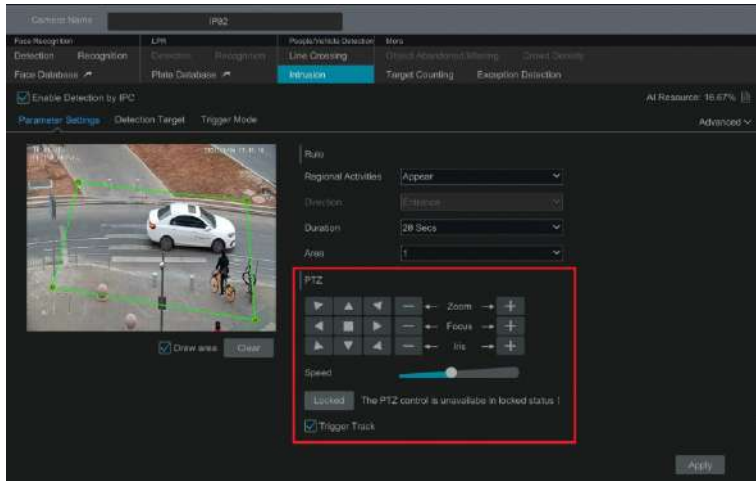 Camera Name IP92
Face Recognition LPR People/Vehicle Detection More
Detection Recognition Detection Recognition Line Crossing Object Abandoned/Missing Crowd Density
Face Database Plate Database Intrusion Target Counting Exception Detection
Enable Detection by IPC AI Resource: 16.67%
Parameter Settings Detection Target Trigger Mode Advanced
Rule
Regional Activities Appear
Direction Entrance
Duration 20 Secs
Area 1
PTZ
Zoom
Focus
Iris
Draw area Clear
Speed
Locked The PTZ control is unavailabe in locked status !
Trigger Track
Apply